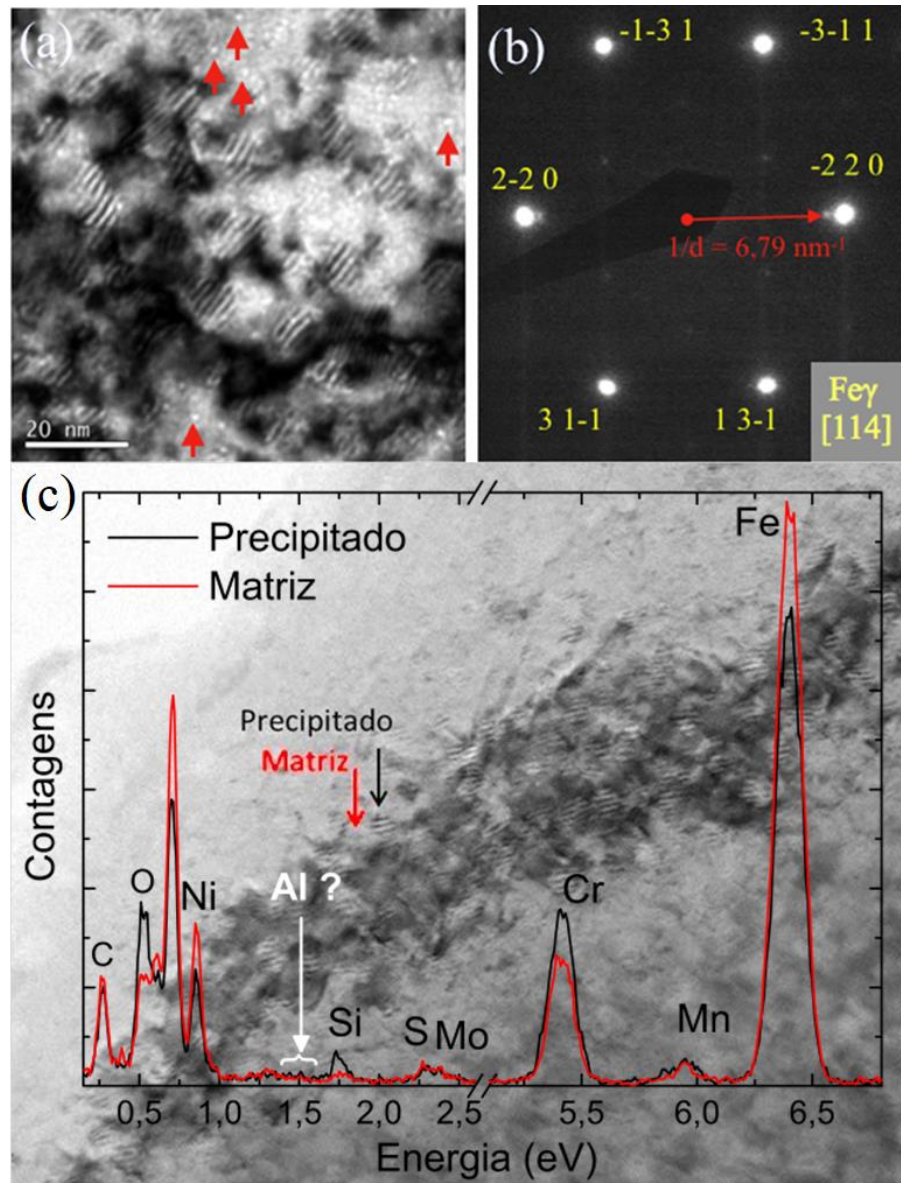 (a)
20 nm
(b)
-1-3 1
-3-1 1
2-2 0
-2 2 0
1/d = 6,79 nm⁻¹
3 1-1
1 3-1
Feγ
[114]
(c)
Precipitado
Matriz
Fe
Precipitado
Matriz
Contagens
Al ?
O
Ni
C
Cr
Si
S Mo
Mn
0,5 1,0 1,5 2,0 2,5 5,5 6,0 6,5
Energia (eV)